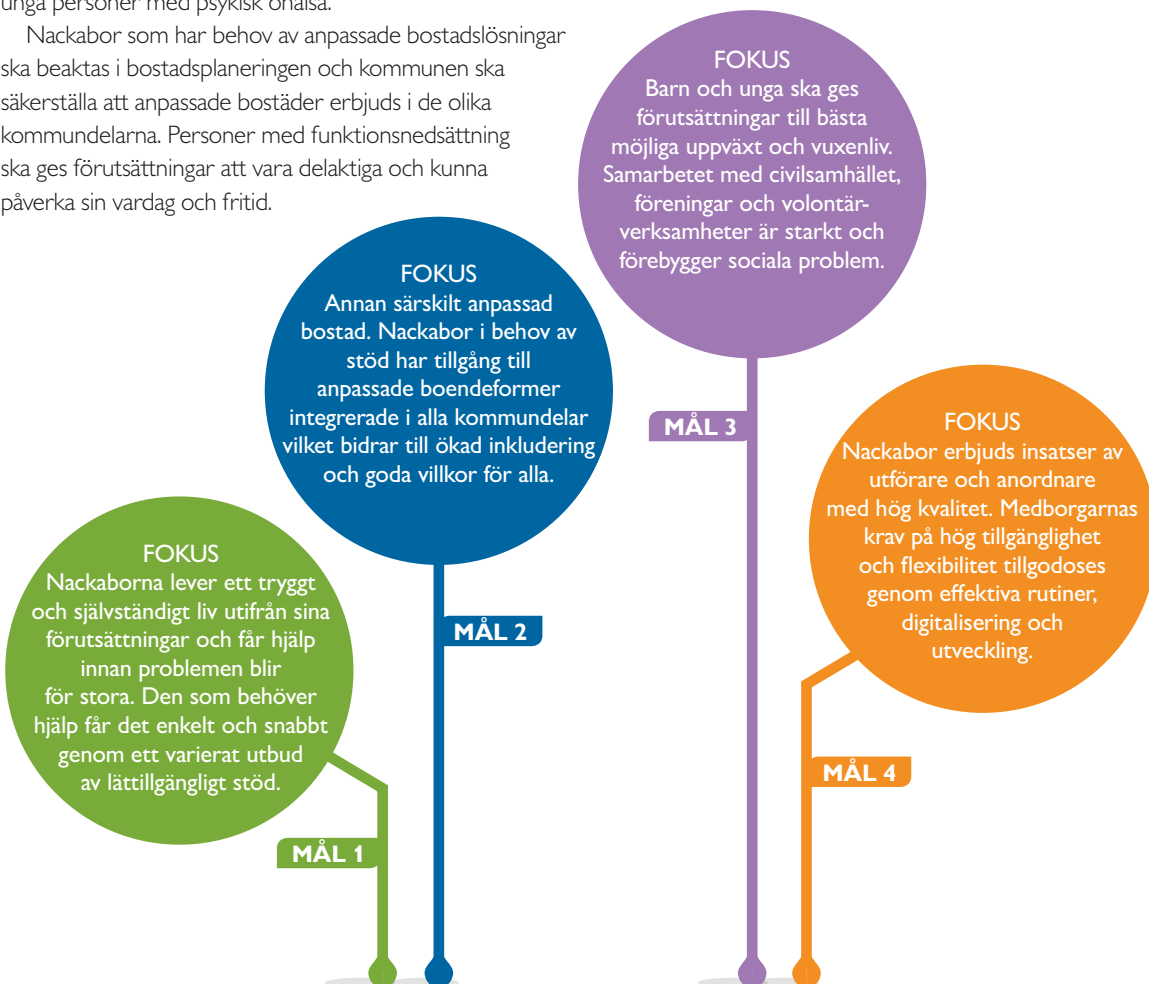 unga personer med psykisk ohälsa.
Nackabor som har behov av anpassade bostadslösningar
ska beaktas i bostadsplaneringen och kommunen ska
säkerställa att anpassade bostäder erbjuds i de olika
kommundelarna. Personer med funktionsnedsättning
ska ges förutsättningar att vara delaktiga och kunna
påverka sin vardag och fritid.
FOKUS
Nackaborna lever ett tryggt
och självständigt liv utifrån sina
förutsättningar och får hjälp
innan problemen blir
för stora. Den som behöver
hjälp får det enkelt och snabbt
genom ett varierat utbud
av lättillgängligt stöd.
MÅL 1
FOKUS
Annan särskilt anpassad
bostad. Nackabor i behov av
stöd har tillgång till
anpassade boendeformer
integrerade i alla kommundelar
vilket bidrar till ökad inkludering
och goda villkor för alla.
MÅL 2
FOKUS
Barn och unga ska ges
förutsättningar till bästa
möjliga uppväxt och vuxenliv.
Samarbetet med civilsamhället,
föreningar och volontär-
verksamheter är starkt och
förebygger sociala problem.
MÅL 3
FOKUS
Nackabor erbjuds insatser av
utförare och anordnare
med hög kvalitet. Medborgarnas
krav på hög tillgänglighet
och flexibilitet tillgodoses
genom effektiva rutiner,
digitalisering och
utveckling.
MÅL 4